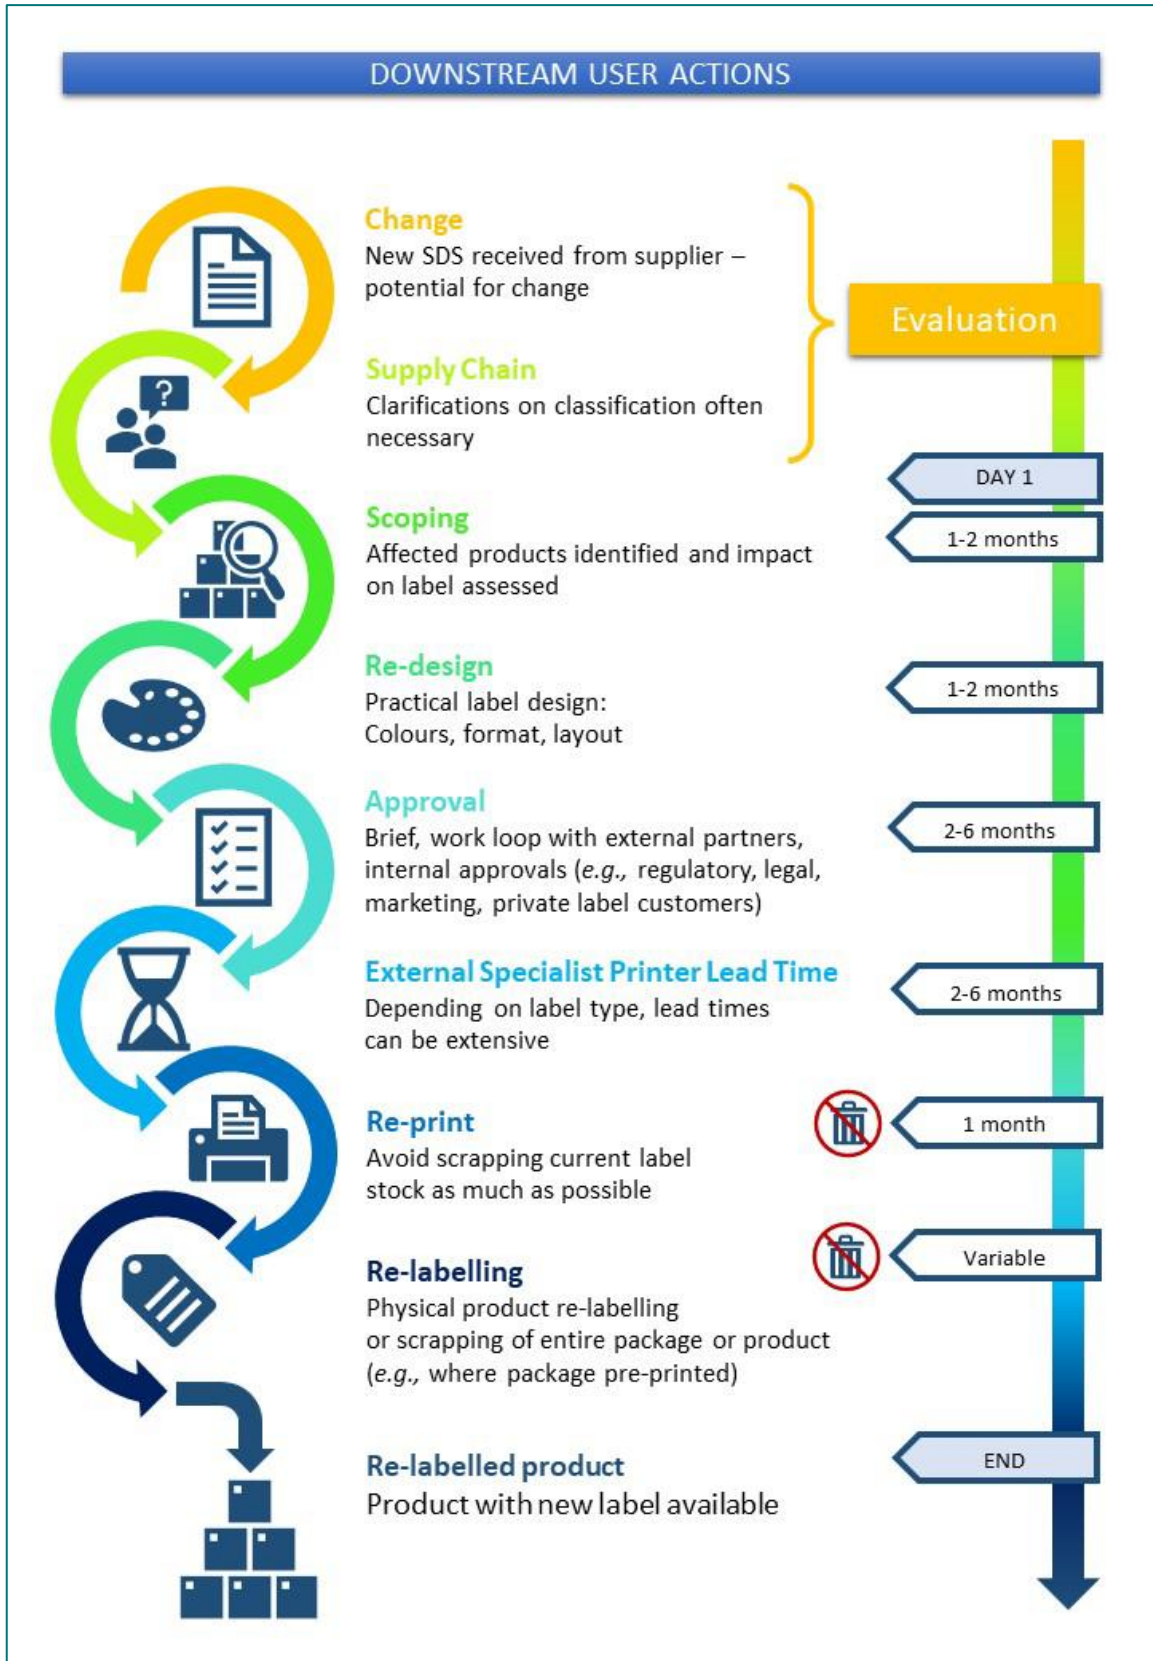 DOWNSTREAM USER ACTIONS
Change
New SDS received from supplier –
potential for change
Evaluation
Supply Chain
Clarifications on classification often
necessary
?
DAY 1
Scoping
Affected products identified and impact
on label assessed
1-2 months
Re-design
Practical label design:
Colours, format, layout
1-2 months
Approval
Brief, work loop with external partners,
internal approvals (e.g., regulatory, legal,
marketing, private label customers)
2-6 months
External Specialist Printer Lead Time
Depending on label type, lead times
can be extensive
2-6 months
Re-print
Avoid scrapping current label
stock as much as possible
1 month
Re-labelling
Physical product re-labelling
or scrapping of entire package or product
(e.g., where package pre-printed)
Variable
Re-labelled product
Product with new label available
END